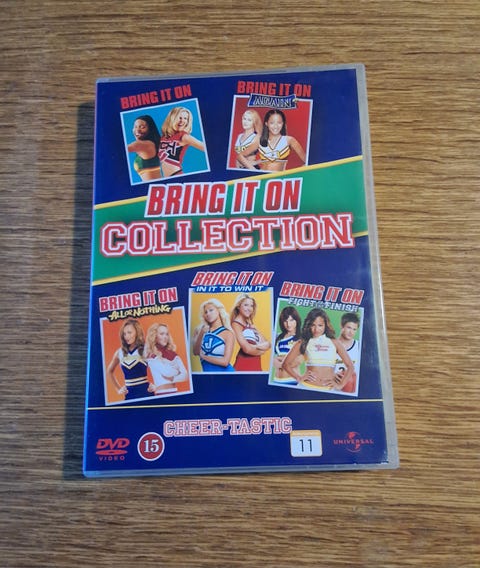 BRING IT ON
BRING IT ON
AGAIN
BRING IT ON
COLLECTION
BRING IT ON
ALL OR NOTHING
BRING IT ON
IN IT TO WIN IT
BRING IT ON
FIGHT TO THE FINISH
CHEER-TASTIC
DVD
VIDEO
15
11
UNIVERSAL